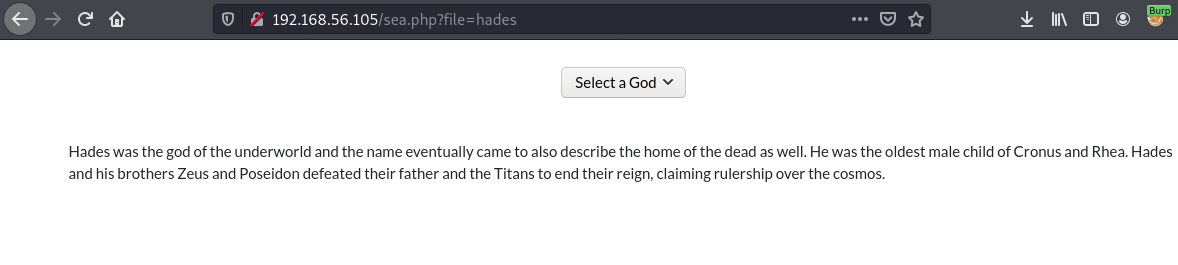 192.168.56.105/sea.php?file=hades
Burp
Select a God
Hades was the god of the underworld and the name eventually came to also describe the home of the dead as well. He was the oldest male child of Cronus and Rhea. Hades
and his brothers Zeus and Poseidon defeated their father and the Titans to end their reign, claiming rulership over the cosmos.